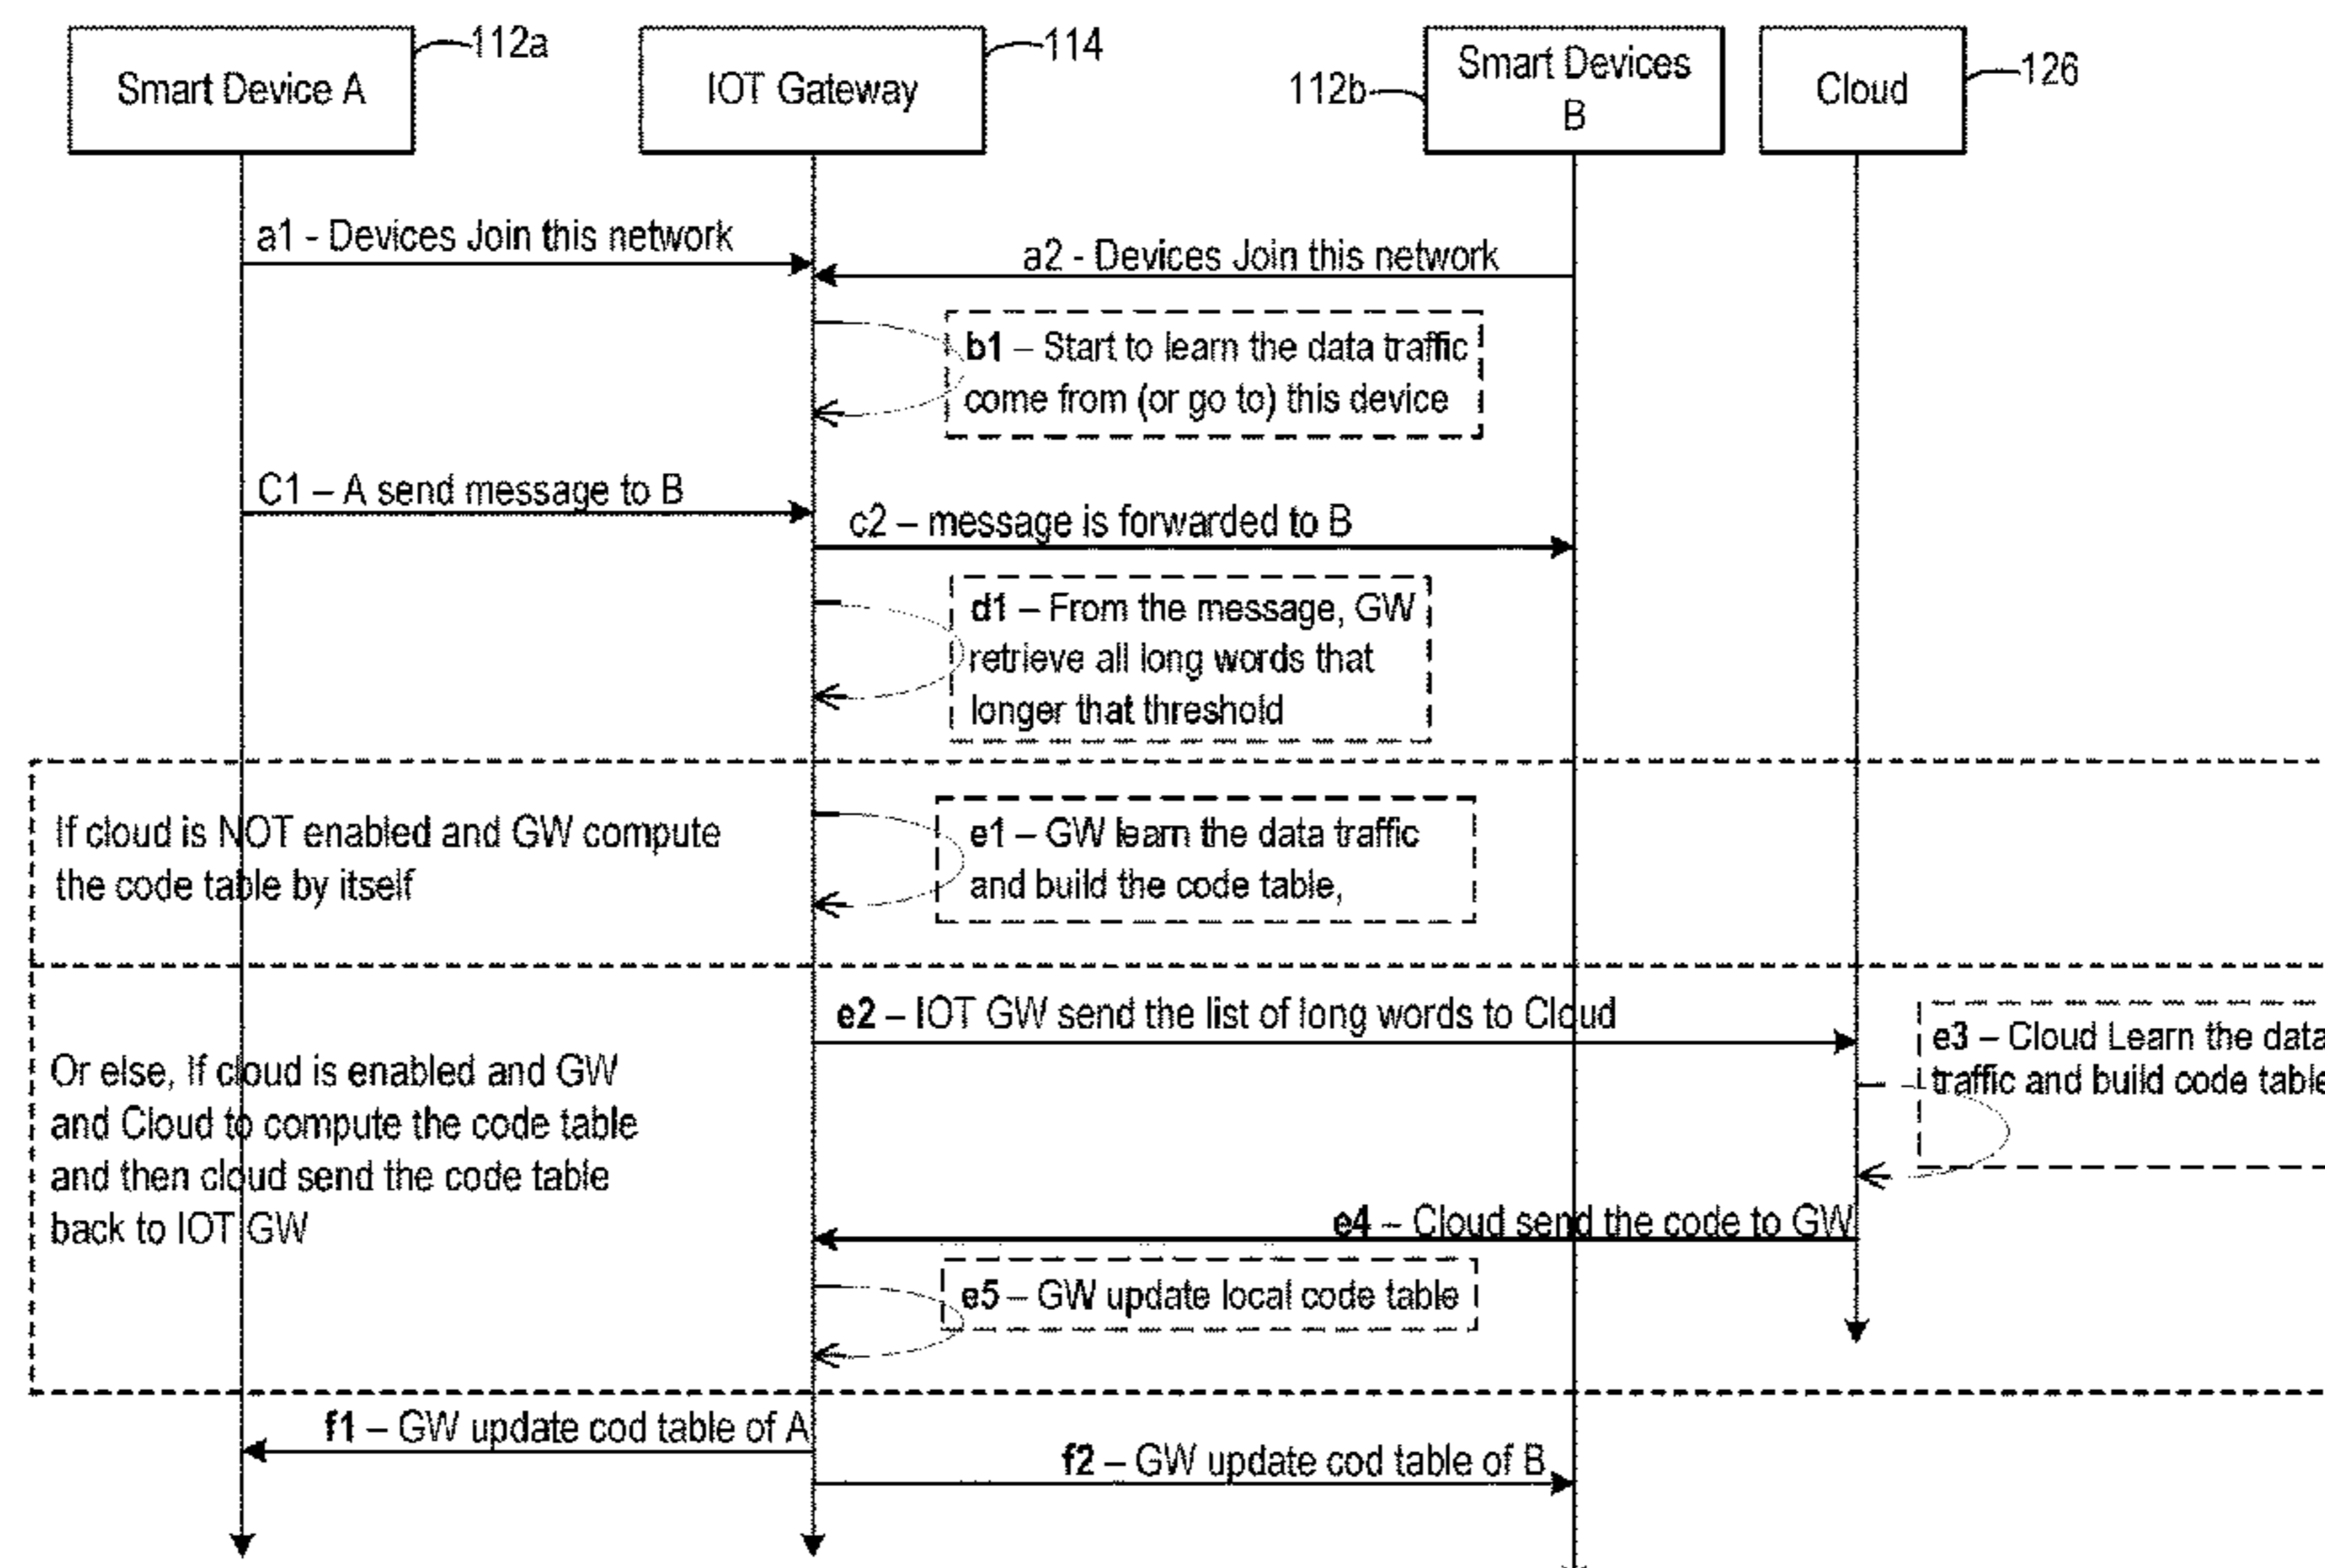 Smart Device A
112a
IOT Gateway
114
112b
Smart Devices
B
Cloud
126
a1 - Devices Join this network
a2 - Devices Join this network
b1 – Start to learn the data traffic
come from (or go to) this device
C1 – A send message to B
c2 – message is forwarded to B
d1 – From the message, GW
retrieve all long words that
longer that threshold
If cloud is NOT enabled and GW compute
the code table by itself
e1 – GW learn the data traffic
and build the code table,
e2 – IOT GW send the list of long words to Cloud
e3 – Cloud Learn the data
traffic and build code table
Or else, If cloud is enabled and GW
and Cloud to compute the code table
and then cloud send the code table
back to IOT GW
e4 – Cloud send the code to GW
e5 – GW update local code table
f1 – GW update cod table of A
f2 – GW update cod table of B